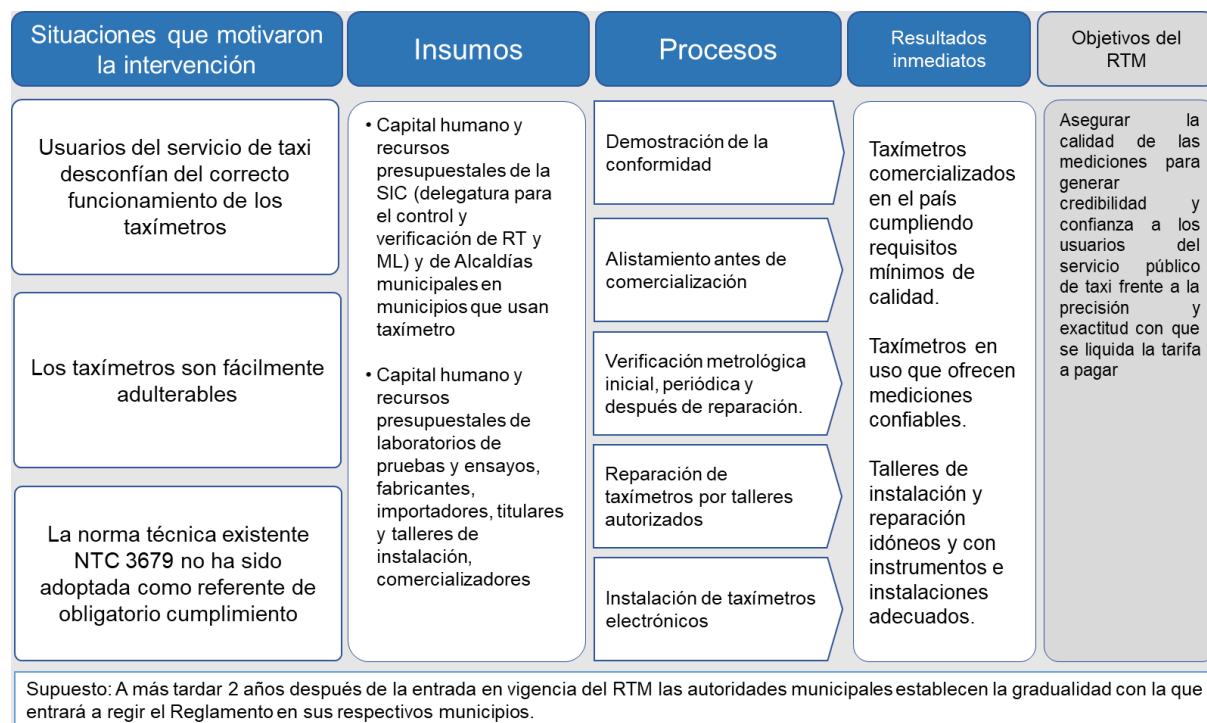 Situaciones que motivaron
la intervención
Insumos
Procesos
Resultados
inmediatos
Objetivos del
RTM
Usuarios del servicio de taxi
desconfían del correcto
funcionamiento de los
taxímetros
Los taxímetros son fácilmente
adulterables
La norma técnica existente
NTC 3679 no ha sido
adoptada como referente de
obligatorio cumplimiento
• Capital humano y
recursos
presupuestales de la
SIC (delegatura para
el control y
verificación de RT y
ML) y de Alcaldías
municipales en
municipios que usan
taxímetro
• Capital humano y
recursos
presupuestales de
laboratorios de
pruebas y ensayos,
fabricantes,
importadores, titulares
y talleres de
instalación,
comercializadores
Demostración de la
conformidad
Alistamiento antes de
comercialización
Verificación metrológica
inicial, periódica y
después de reparación.
Reparación de
taxímetros por talleres
autorizados
Instalación de taxímetros
electrónicos
Taxímetros
comercializados
en el país
cumpliendo
requisitos
mínimos de
calidad.
Taxímetros en
uso que ofrecen
mediciones
confiables.
Talleres de
instalación y
reparación
idóneos y con
instrumentos e
instalaciones
adecuados.
Asegurar la
calidad de las
mediciones para
generar
credibilidad y
confianza a los
usuarios del
servicio público
de taxi frente a la
precisión y
exactitud con que
se liquida la tarifa
a pagar
Supuesto: A más tardar 2 años después de la entrada en vigencia del RTM las autoridades municipales establecen la gradualidad con la que
entrará a regir el Reglamento en sus respectivos municipios.